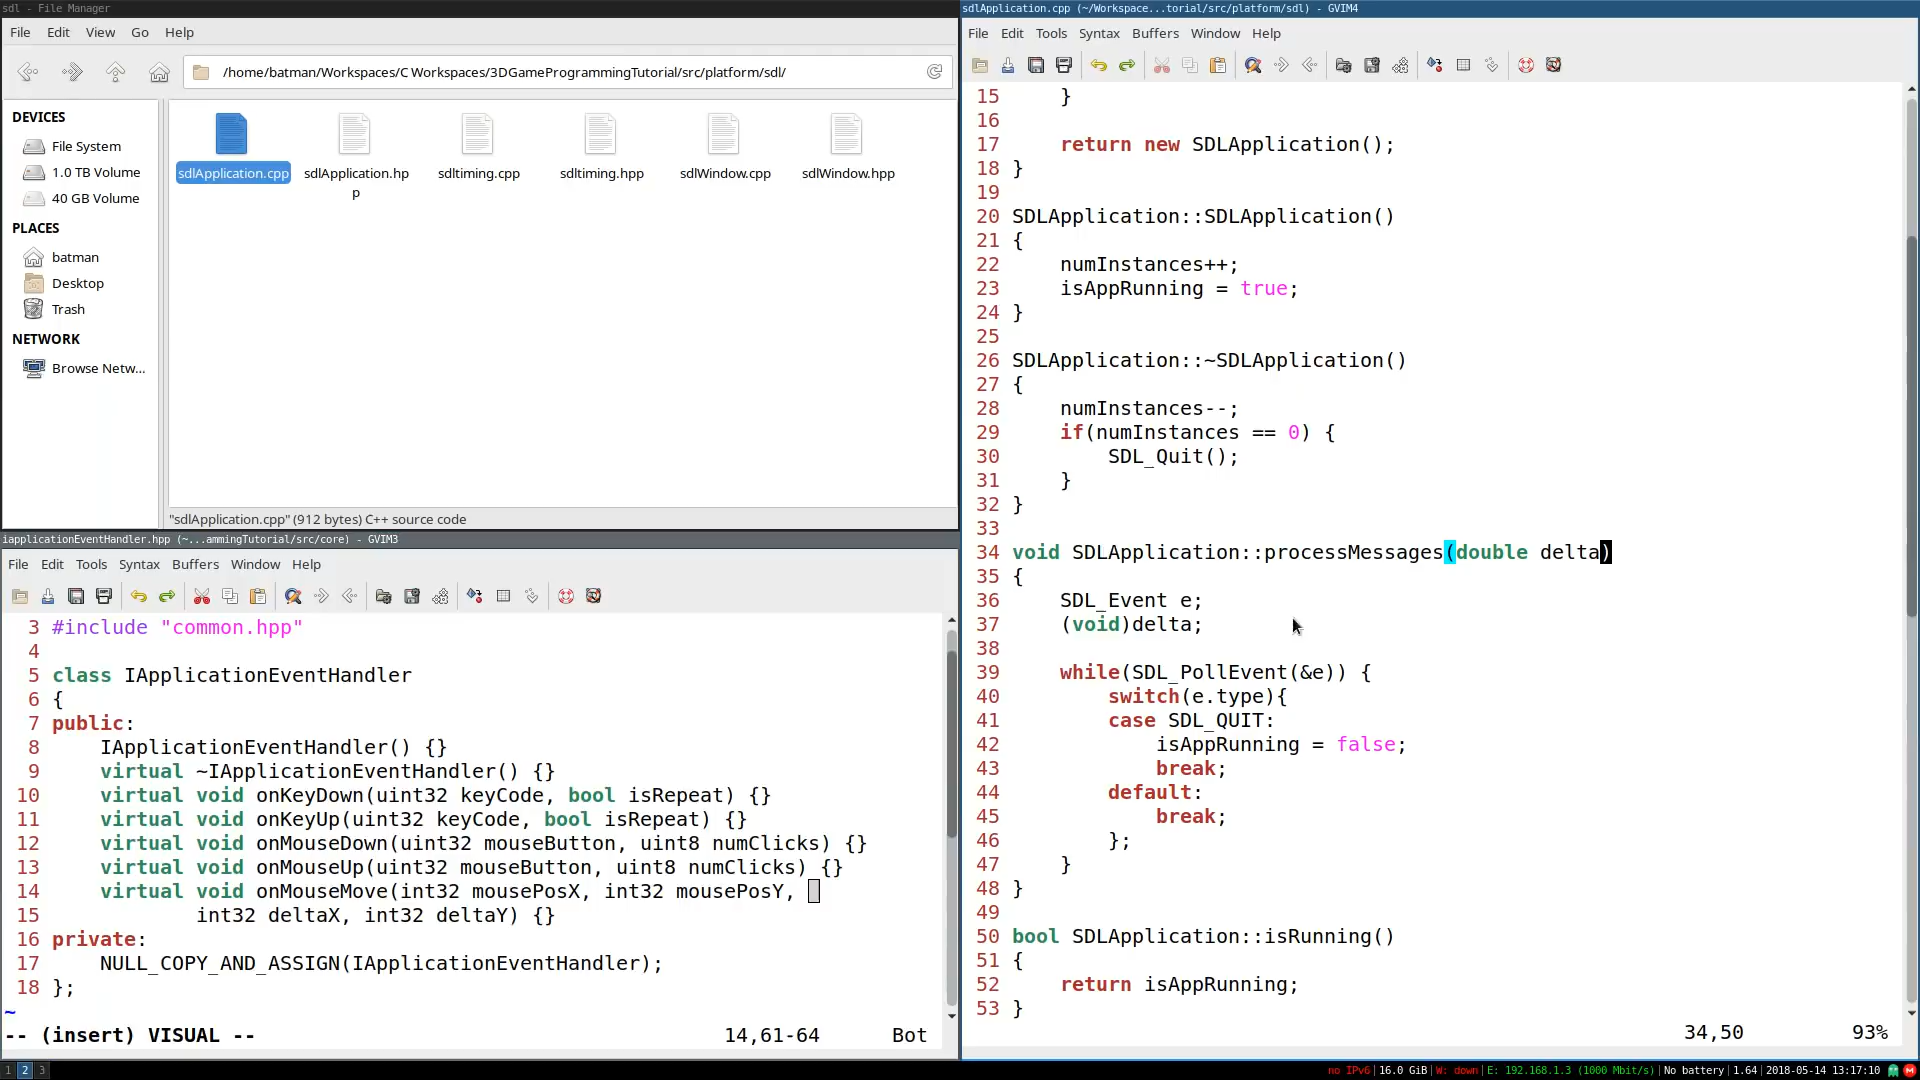 sdl - File Manager
File Edit View Go Help
/home/batman/Workspaces/C Workspaces/3DGameProgrammingTutorial/src/platform/sdl/
DEVICES
File System
1.0 TB Volume
40 GB Volume
PLACES
batman
Desktop
Trash
NETWORK
Browse Netw...
sdlApplication.cpp
sdlApplication.hp
p
sdltiming.cpp
sdltiming.hpp
sdlWindow.cpp
sdlWindow.hpp
"sdlApplication.cpp" (912 bytes) C++ source code
iapplicationEventHandler.hpp (~...ammingTutorial/src/core) - GVIM3
File Edit Tools Syntax Buffers Window Help
3 #include "common.hpp"
4
5 class IApplicationEventHandler
6 {
7 public:
8     IApplicationEventHandler() {}
9     virtual ~IApplicationEventHandler() {}
10     virtual void onKeyDown(uint32 keyCode, bool isRepeat) {}
11     virtual void onKeyUp(uint32 keyCode, bool isRepeat) {}
12     virtual void onMouseDown(uint32 mouseButton, uint8 numClicks) {}
13     virtual void onMouseUp(uint32 mouseButton, uint8 numClicks) {}
14     virtual void onMouseMove(int32 mousePosX, int32 mousePosY,
15             int32 deltaX, int32 deltaY) {}
16 private:
17     NULL_COPY_AND_ASSIGN(IApplicationEventHandler);
18 };
~
-- (insert) VISUAL -- 14,61-64 Bot
sdlApplication.cpp (~/Workspace...torial/src/platform/sdl) - GVIM4
File Edit Tools Syntax Buffers Window Help
15     }
16
17     return new SDLApplication();
18 }
19
20 SDLApplication::SDLApplication()
21 {
22     numInstances++;
23     isAppRunning = true;
24 }
25
26 SDLApplication::~SDLApplication()
27 {
28     numInstances--;
29     if(numInstances == 0) {
30         SDL_Quit();
31     }
32 }
33
34 void SDLApplication::processMessages(double delta)
35 {
36     SDL_Event e;
37     (void)delta;
38
39     while(SDL_PollEvent(&e)) {
40         switch(e.type){
41         case SDL_QUIT:
42             isAppRunning = false;
43             break;
44         default:
45             break;
46         };
47     }
48 }
49
50 bool SDLApplication::isRunning()
51 {
52     return isAppRunning;
53 }
34,50 93%
1 2 3
no IPv6|16.0 GiB|W: down|E: 192.168.1.3 (1000 Mbit/s)|No battery|1.64|2018-05-14 13:17:10